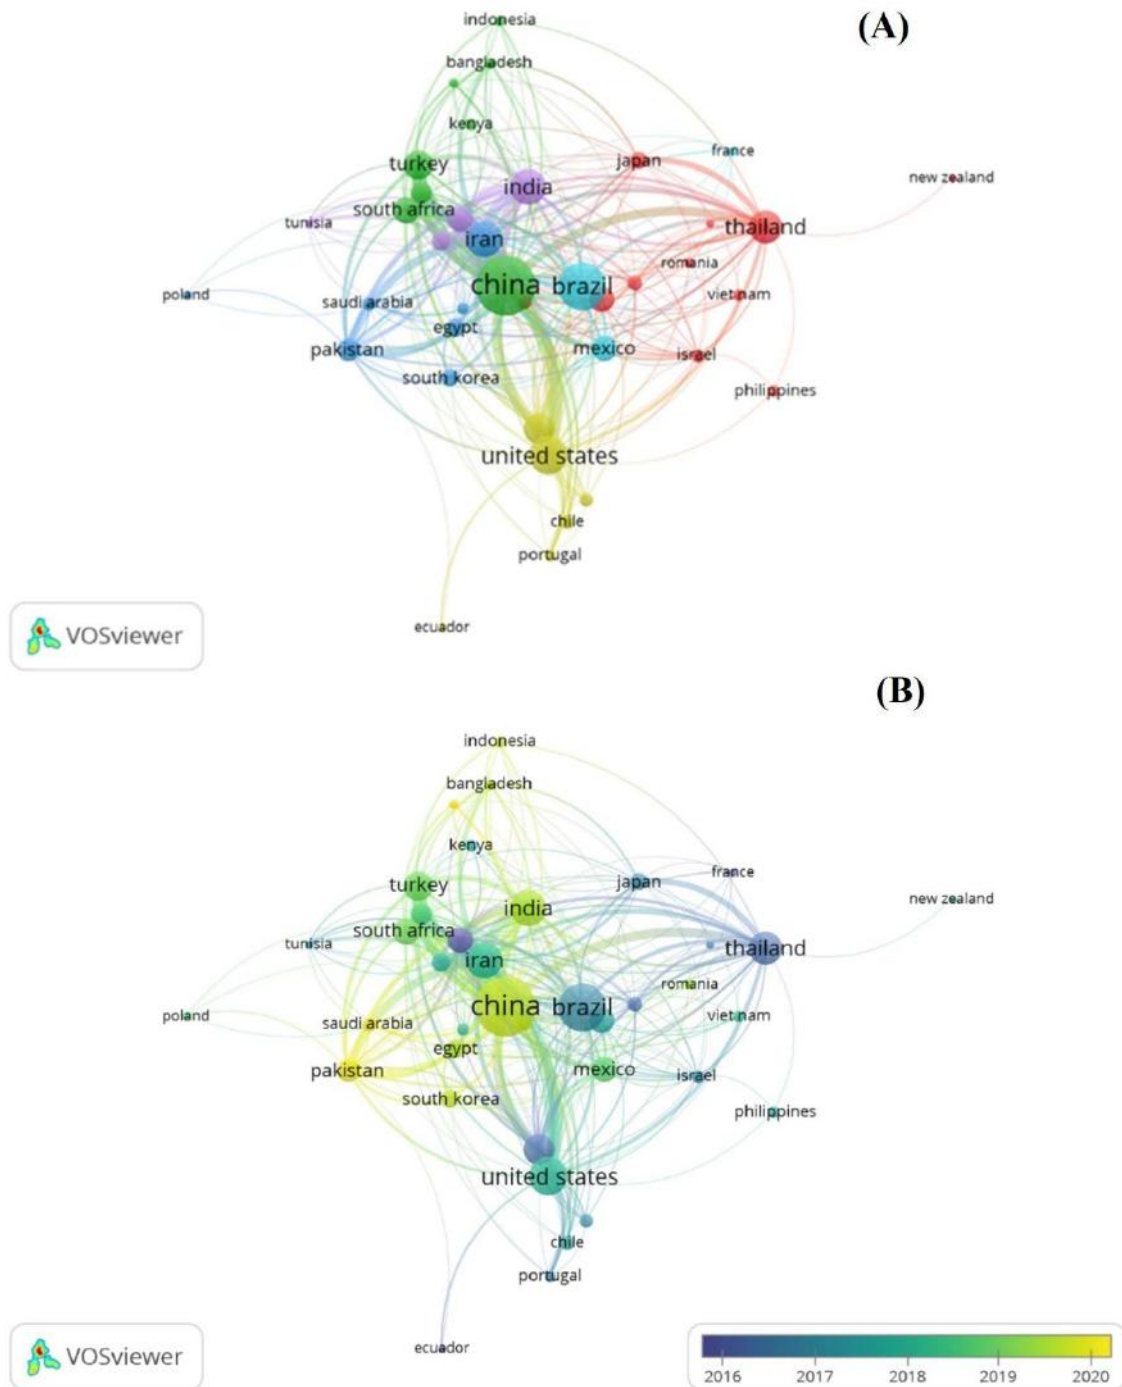 (A)
indonesia
bangladesh
kenya
turkey
japan
france
new zealand
india
south africa
tunisia
thailand
iran
romania
china
brazil
poland
saudi arabia
viet nam
egypt
pakistan
mexico
israel
south korea
philippines
united states
chile
portugal
ecuador
VOSviewer
(B)
indonesia
bangladesh
kenya
turkey
japan
france
new zealand
india
south africa
tunisia
thailand
iran
romania
china
brazil
poland
saudi arabia
viet nam
egypt
pakistan
mexico
israel
south korea
philippines
united states
chile
portugal
ecuador
VOSviewer
2016 2017 2018 2019 2020